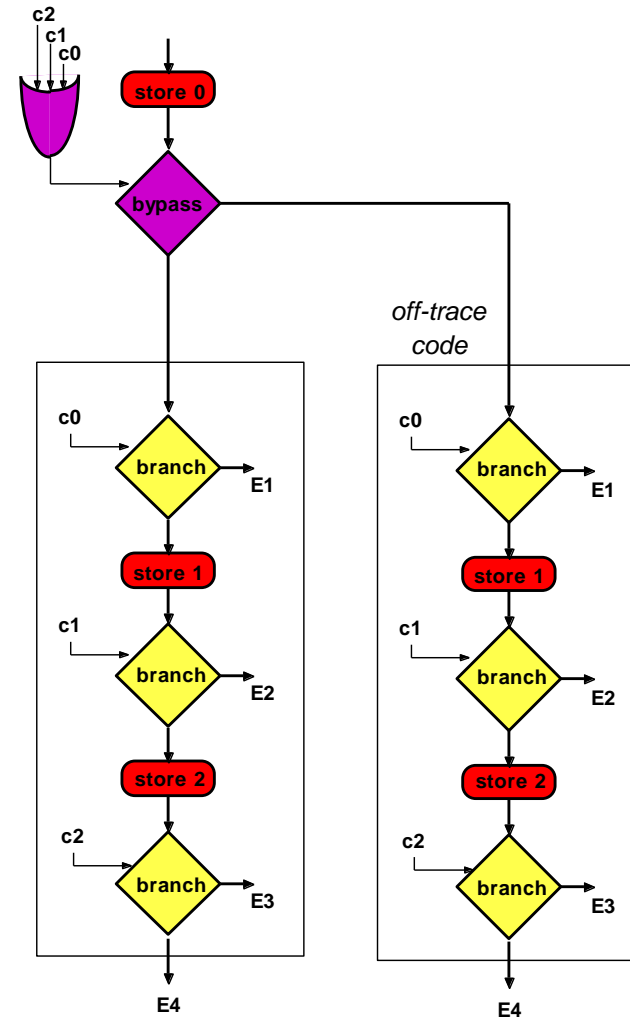 c2
c1
c0
store 0
bypass
off-trace
code
c0
branch
E1
store 1
c1
branch
E2
store 2
c2
branch
E3
E4
c0
branch
E1
store 1
c1
branch
E2
store 2
c2
branch
E3
E4